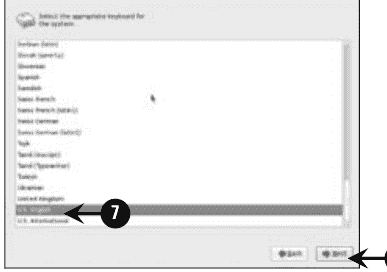 Select the appropriate keyboard for
the system.
Serbian (latin)
Slovak (qwerty)
Slovenian
Spanish
Swedish
Swiss French
Swiss French (latin1)
Swiss German
Swiss German (latin1)
Tajik
Tamil (Inscript)
Tamil (Typewriter)
Turkish
Ukrainian
United Kingdom
U.S. English
7
U.S. International
Back
Next